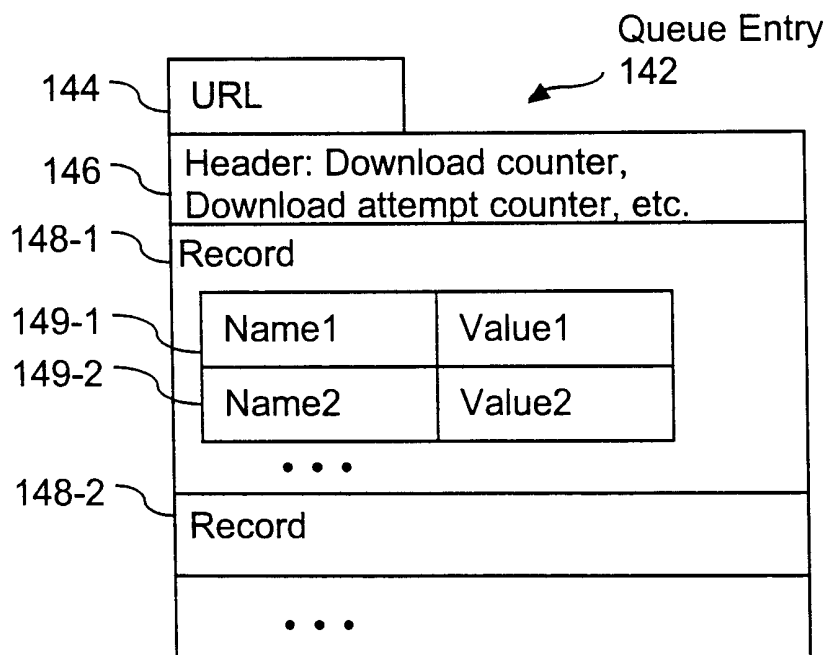 Queue Entry
142
144 URL
146 Header: Download counter,
Download attempt counter, etc.
148-1 Record
149-1 Name1 Value1
149-2 Name2 Value2
• • •
148-2 Record
• • •